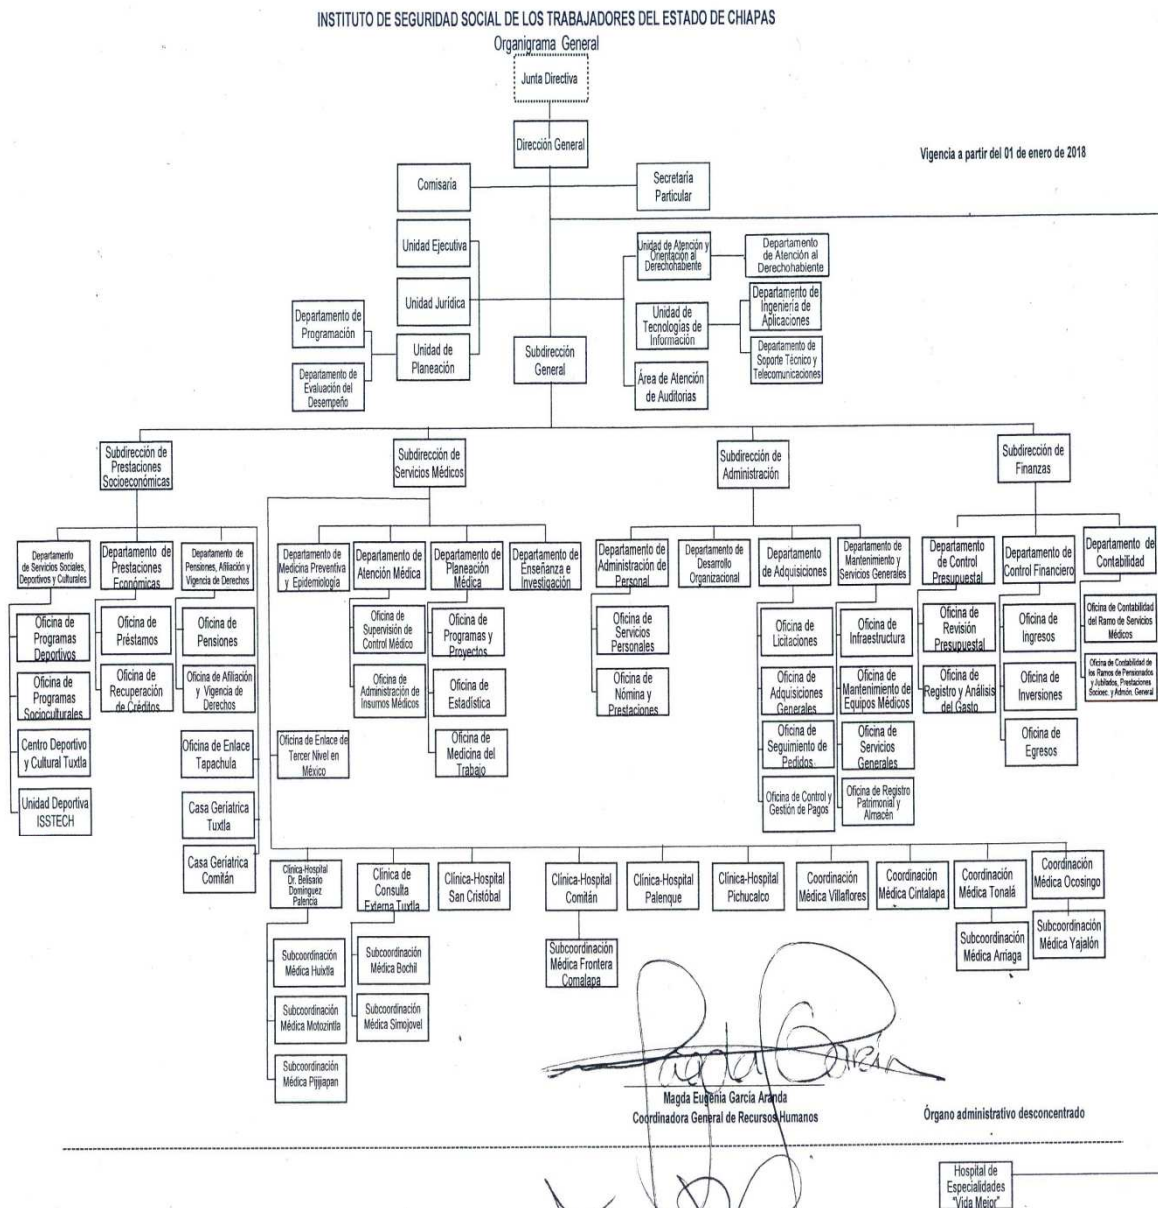 INSTITUTO DE SEGURIDAD SOCIAL DE LOS TRABAJADORES DEL ESTADO DE CHIAPAS
Organigrama General
Junta Directiva
Dirección General
Vigencia a partir del 01 de enero de 2018
Comisaria
Secretaría
Particular
Unidad Ejecutiva
Unidad de Atención y
Orientación al
Derechohabiente
Departamento
de Atención al
Derechohabiente
Unidad Jurídica
Unidad de
Tecnologías de
Información
Departamento de
Ingeniería de
Aplicaciones
Departamento de
Soporte Técnico y
Telecomunicaciones
Departamento de
Programación
Departamento de
Evaluación del
Desempeño
Unidad de
Planeación
Subdirección
General
Área de Atención
de Auditorias
Subdirección de
Prestaciones
Socioeconómicas
Subdirección de
Servicios Médicos
Subdirección de
Administración
Subdirección de
Finanzas
Departamento
de Servicios Sociales,
Deportivos y Culturales
Departamento de
Prestaciones
Económicas
Departamento de
Pensiones, Afiliación y
Vigencia de Derechos
Departamento de
Medicina Preventiva
y Epidemiología
Departamento de
Atención Médica
Departamento de
Planeación
Médica
Departamento de
Enseñanza e
Investigación
Departamento de
Administración de
Personal
Departamento de
Desarrollo
Organizacional
Departamento
de Adquisiciones
Departamento de
Mantenimiento y
Servicios Generales
Departamento
de Control
Presupuestal
Departamento de
Control Financiero
Departamento de
Contabilidad
Oficina de
Programas
Deportivos
Oficina de
Préstamos
Oficina de
Pensiones
Oficina de
Supervisión de
Control Médico
Oficina de
Programas y
Proyectos
Oficina de
Servicios
Personales
Oficina de
Licitaciones
Oficina de
Infraestructura
Oficina de
Revisión
Presupuestal
Oficina de
Ingresos
Oficina de Contabilidad
del Ramo de Servicios
Médicos
Oficina de
Programas
Socioculturales
Oficina de
Recuperación
de Créditos
Oficina de Afiliación
y Vigencia de
Derechos
Oficina de
Administración de
Insumos Médicos
Oficina de
Estadística
Oficina de
Nómina y
Prestaciones
Oficina de
Adquisiciones
Generales
Oficina de
Mantenimiento de
Equipos Médicos
Oficina de
Registro y Análisis
del Gasto
Oficina de
Inversiones
Oficina de Contabilidad de
los Ramos de Pensionados
y Jubilados, Prestaciones
Socioec. y Admón. General
Centro Deportivo
y Cultural Tuxtla
Oficina de Enlace
Tapachula
Oficina de Enlace de
Tercer Nivel en
México
Oficina de
Medicina del
Trabajo
Oficina de
Seguimiento de
Pedidos
Oficina de
Servicios
Generales
Oficina de
Egresos
Unidad Deportiva
ISSTECH
Casa Geriatrica
Tuxtla
Oficina de Control y
Gestión de Pagos
Oficina de Registro
Patrimonial y
Almacén
Casa Geríatrica
Comitán
Clínica-Hospital
Dr. Belisario
Domínguez
Palencia
Clínica de
Consulta
Externa Tuxtla
Clínica-Hospital
San Cristóbal
Clínica-Hospital
Comitán
Clínica-Hospital
Palenque
Clínica-Hospital
Pichucalco
Coordinación
Médica Villaflores
Coordinación
Médica Cintalapa
Coordinación
Médica Tonalá
Coordinación
Médica Ocosingo
Subcoordinación
Médica Huixtla
Subcoordinación
Médica Bochil
Subcoordinación
Médica Frontera
Comalapa
Subcoordinación
Médica Arriaga
Subcoordinación
Médica Yajalón
Subcoordinación
Médica Motozintla
Subcoordinación
Médica Simojovel
Subcoordinación
Médica Pijijiapan
Magda Eugenia García Aranda
Coordinadora General de Recursos Humanos
Órgano administrativo desconcentrado
Hospital de
Especialidades
"Vida Mejor"